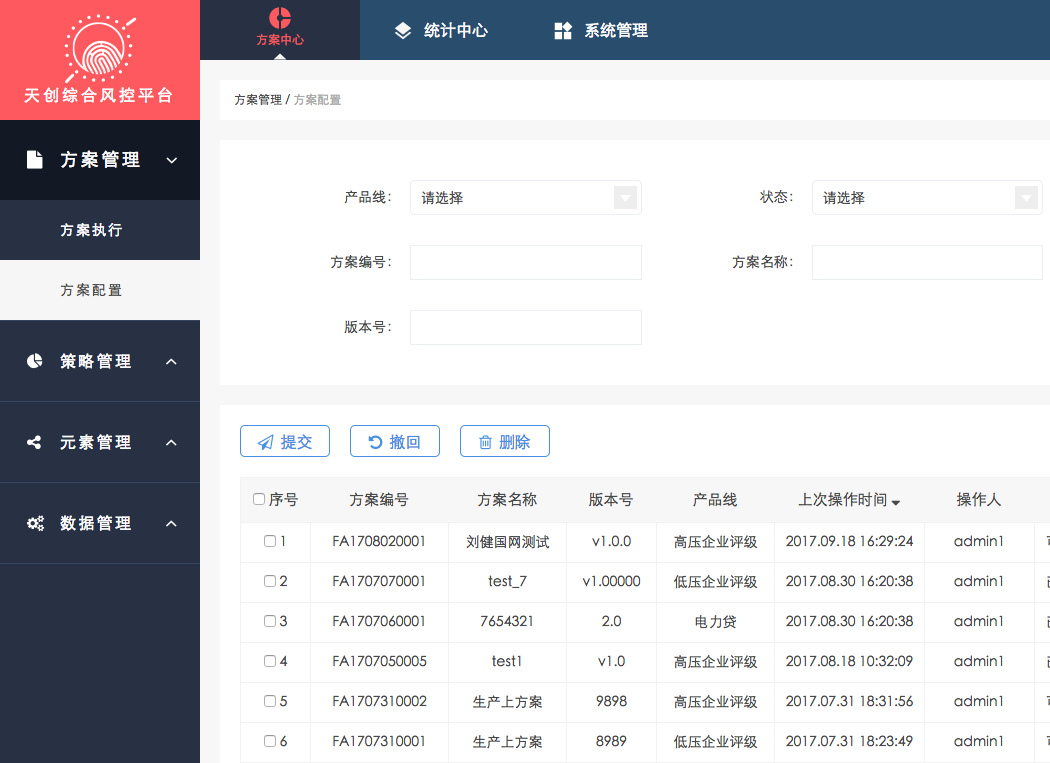 方案中心
统计中心
系统管理
天创综合风控平台
方案管理
方案执行
方案配置
策略管理
元素管理
数据管理
方案管理 / 方案配置
产品线: 请选择 状态: 请选择
方案编号: 方案名称:
版本号:
提交 撤回 删除
序号 方案编号 方案名称 版本号 产品线 上次操作时间 操作人
1 FA1708020001 刘健国网测试 v1.0.0 高压企业评级 2017.09.18 16:29:24 admin1
2 FA1707070001 test_7 v1.00000 低压企业评级 2017.08.30 16:20:38 admin1
3 FA1707060001 7654321 2.0 电力贷 2017.08.30 16:20:38 admin1
4 FA1707050005 test1 v1.0 高压企业评级 2017.08.18 10:32:09 admin1
5 FA1707310002 生产上方案 9898 高压企业评级 2017.07.31 18:31:56 admin1
6 FA1707310001 生产上方案 8989 低压企业评级 2017.07.31 18:23:49 admin1